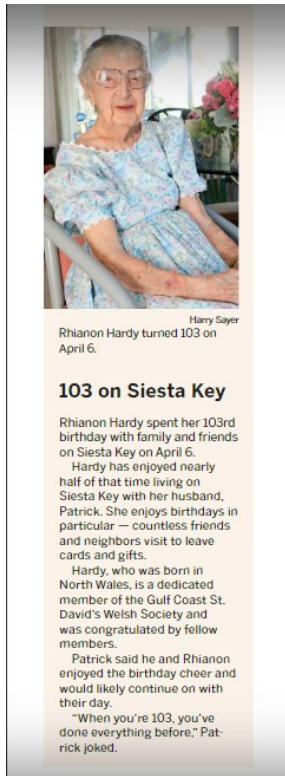 Harry Sayer
Rhianon Hardy turned 103 on
April 6.
103 on Siesta Key
Rhianon Hardy spent her 103rd
birthday with family and friends
on Siesta Key on April 6.
Hardy has enjoyed nearly
half of that time living on
Siesta Key with her husband,
Patrick. She enjoys birthdays in
particular — countless friends
and neighbors visit to leave
cards and gifts.
Hardy, who was born in
North Wales, is a dedicated
member of the Gulf Coast St.
David's Welsh Society and
was congratulated by fellow
members.
Patrick said he and Rhianon
enjoyed the birthday cheer and
would likely continue on with
their day.
"When you're 103, you've
done everything before," Pat-
rick joked.